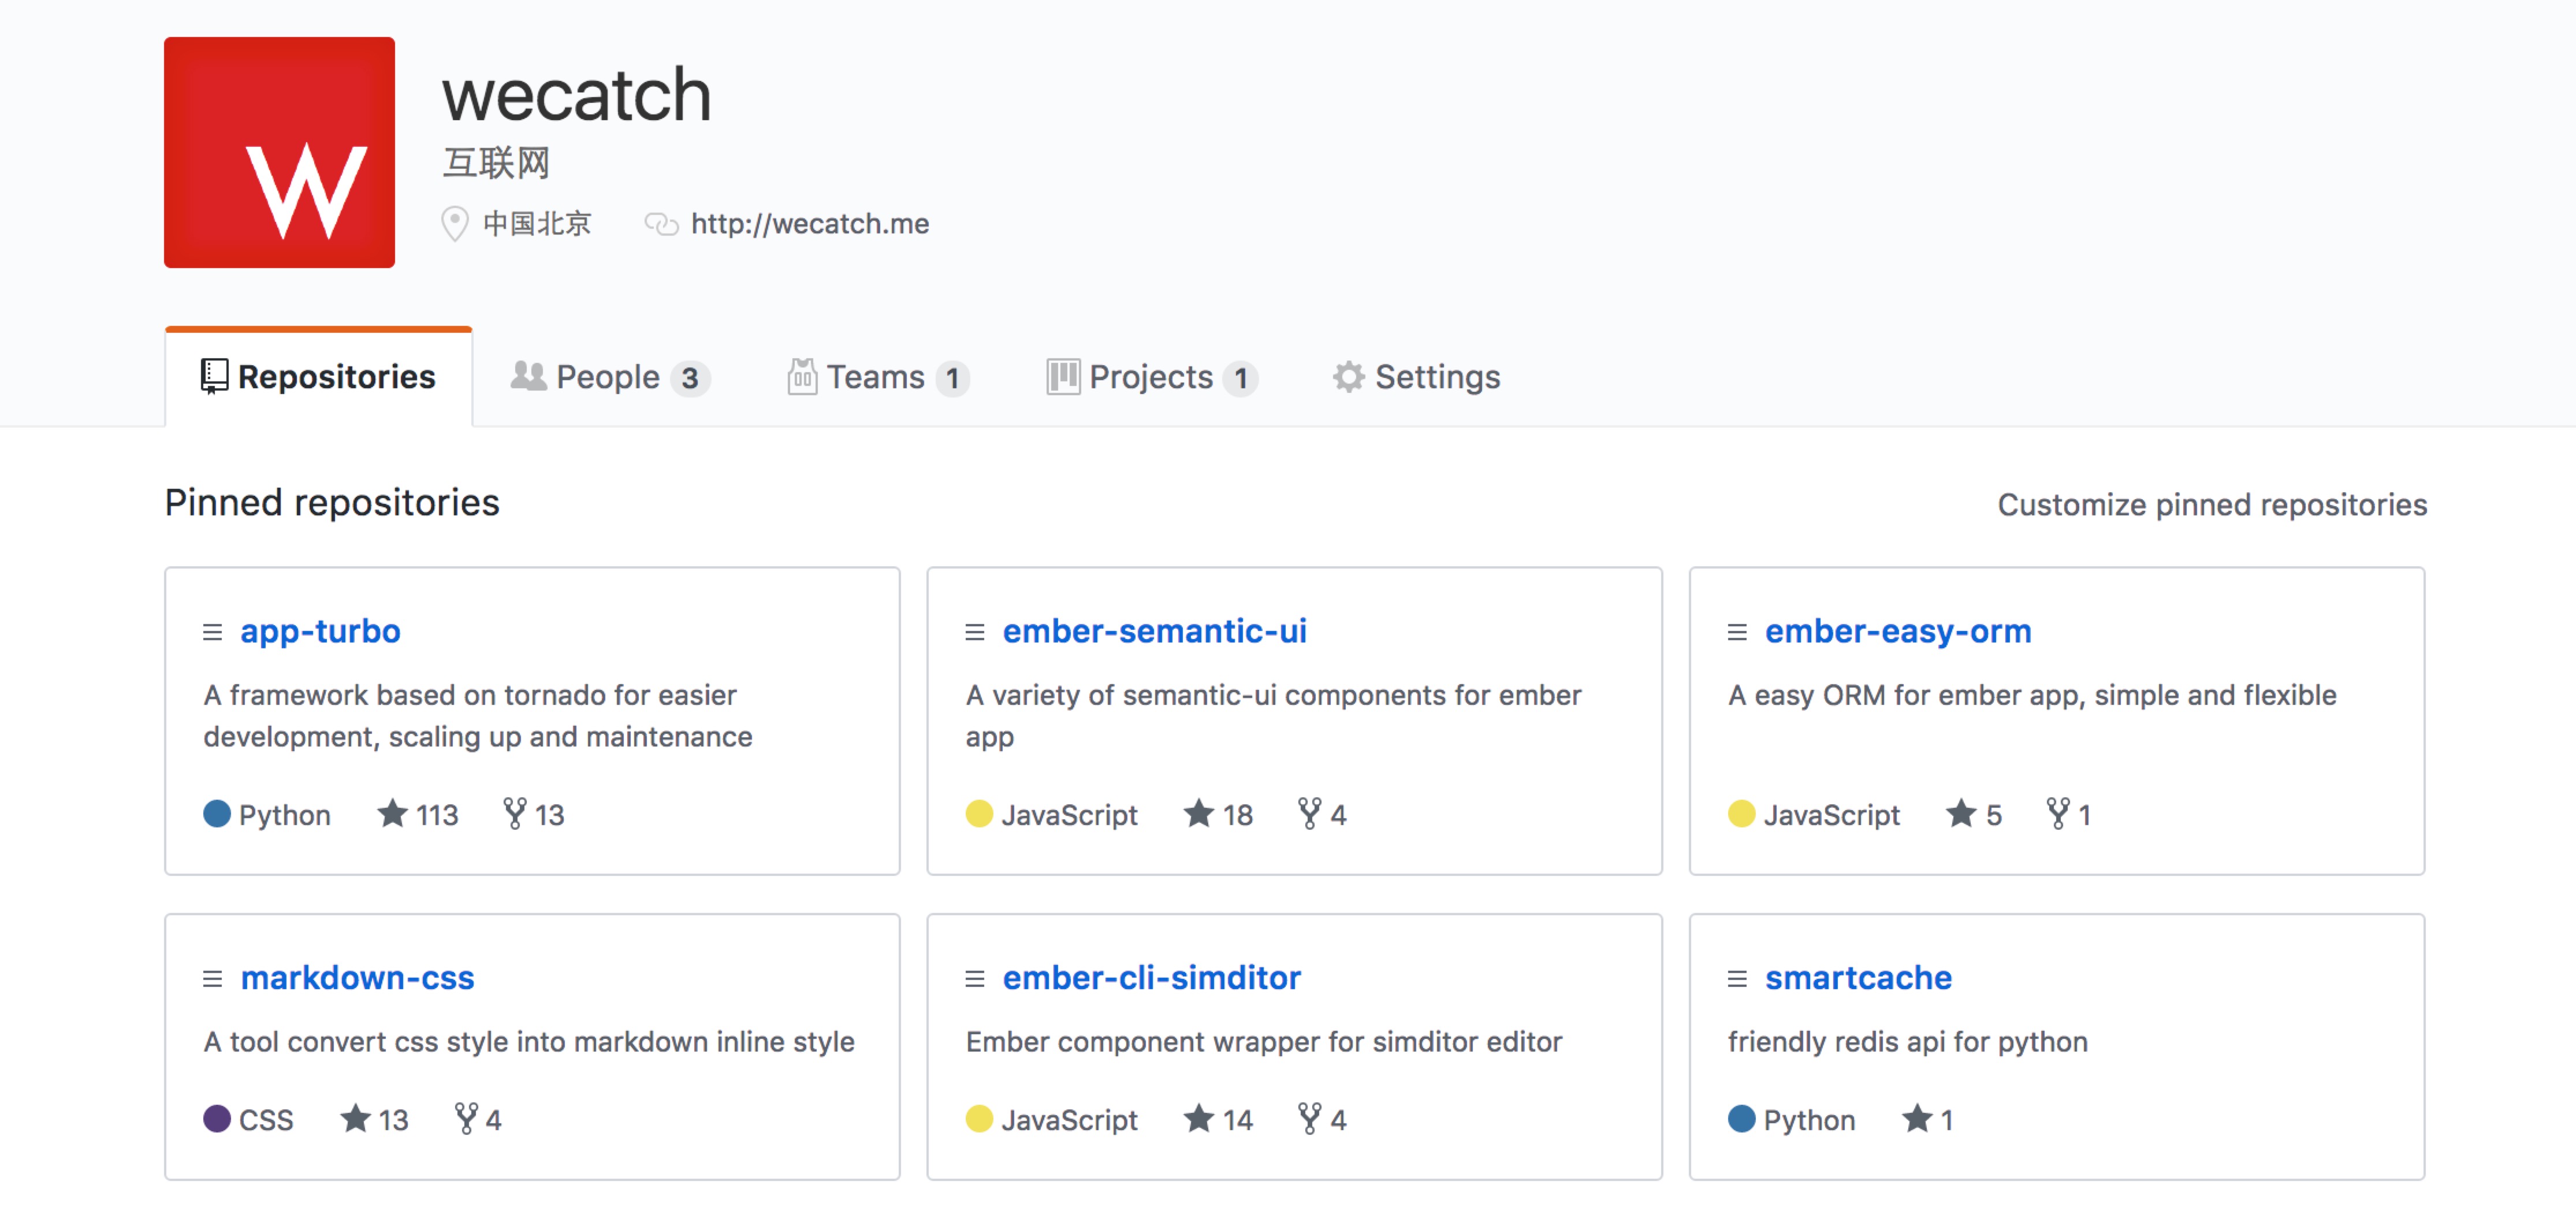 W
wecatch
互联网
中国北京 http://wecatch.me
Repositories People 3 Teams 1 Projects 1 Settings
Pinned repositories Customize pinned repositories
app-turbo
A framework based on tornado for easier
development, scaling up and maintenance
Python 113 13
ember-semantic-ui
A variety of semantic-ui components for ember
app
JavaScript 18 4
ember-easy-orm
A easy ORM for ember app, simple and flexible
JavaScript 5 1
markdown-css
A tool convert css style into markdown inline style
CSS 13 4
ember-cli-simditor
Ember component wrapper for simditor editor
JavaScript 14 4
smartcache
friendly redis api for python
Python 1